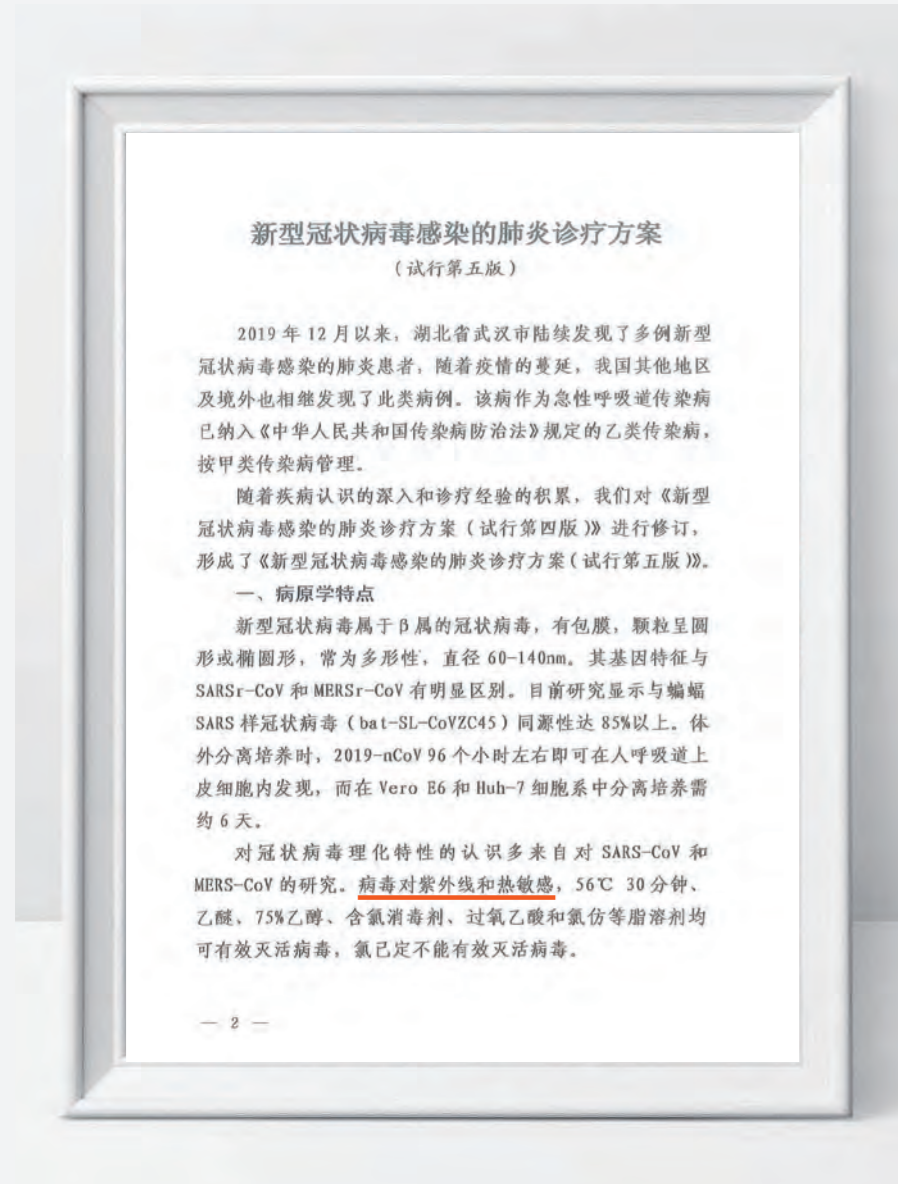 新型冠状病毒感染的肺炎诊疗方案
（试行第五版）
2019 年 12 月以来，湖北省武汉市陆续发现了多例新型
冠状病毒感染的肺炎患者，随着疫情的蔓延，我国其他地区
及境外也相继发现了此类病例。该病作为急性呼吸道传染病
已纳入《中华人民共和国传染病防治法》规定的乙类传染病，
按甲类传染病管理。
随着疾病认识的深入和诊疗经验的积累，我们对《新型
冠状病毒感染的肺炎诊疗方案（试行第四版）》进行修订，
形成了《新型冠状病毒感染的肺炎诊疗方案（试行第五版）》。
一、病原学特点
新型冠状病毒属于β属的冠状病毒，有包膜，颗粒呈圆
形或椭圆形，常为多形性，直径 60-140nm。其基因特征与
SARSr-CoV 和 MERSr-CoV 有明显区别。目前研究显示与蝙蝠
SARS 样冠状病毒（bat-SL-CoVZC45）同源性达 85%以上。体
外分离培养时，2019-nCoV 96 个小时左右即可在人呼吸道上
皮细胞内发现，而在 Vero E6 和 Huh-7 细胞系中分离培养需
约 6 天。
对冠状病毒理化特性的认识多来自对 SARS-CoV 和
MERS-CoV 的研究。病毒对紫外线和热敏感，56℃ 30 分钟、
乙醚、75%乙醇、含氯消毒剂、过氧乙酸和氯仿等脂溶剂均
可有效灭活病毒，氯已定不能有效灭活病毒。
— 2 —